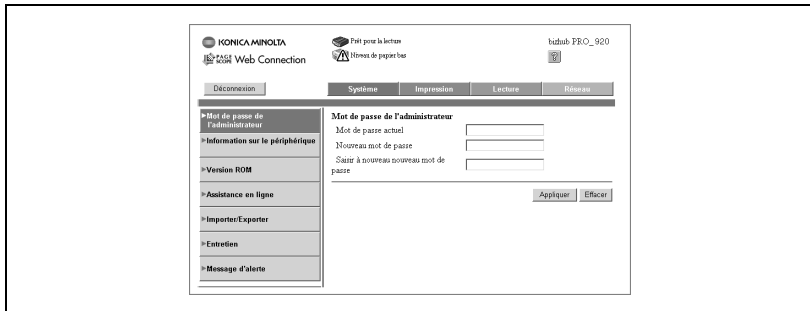 KONICA MINOLTA
PAGE SCOPE Web Connection
Prêt pour la lecture
Niveau de papier bas
bizhub PRO_920
?
Déconnexion
Système Impression Lecture Réseau
Mot de passe de
l'administrateur
Information sur le périphérique
Version ROM
Assistance en ligne
Importer/Exporter
Entretien
Message d'alerte
Mot de passe de l'administrateur
Mot de passe actuel
Nouveau mot de passe
Saisir à nouveau nouveau mot de
passe
Appliquer Effacer